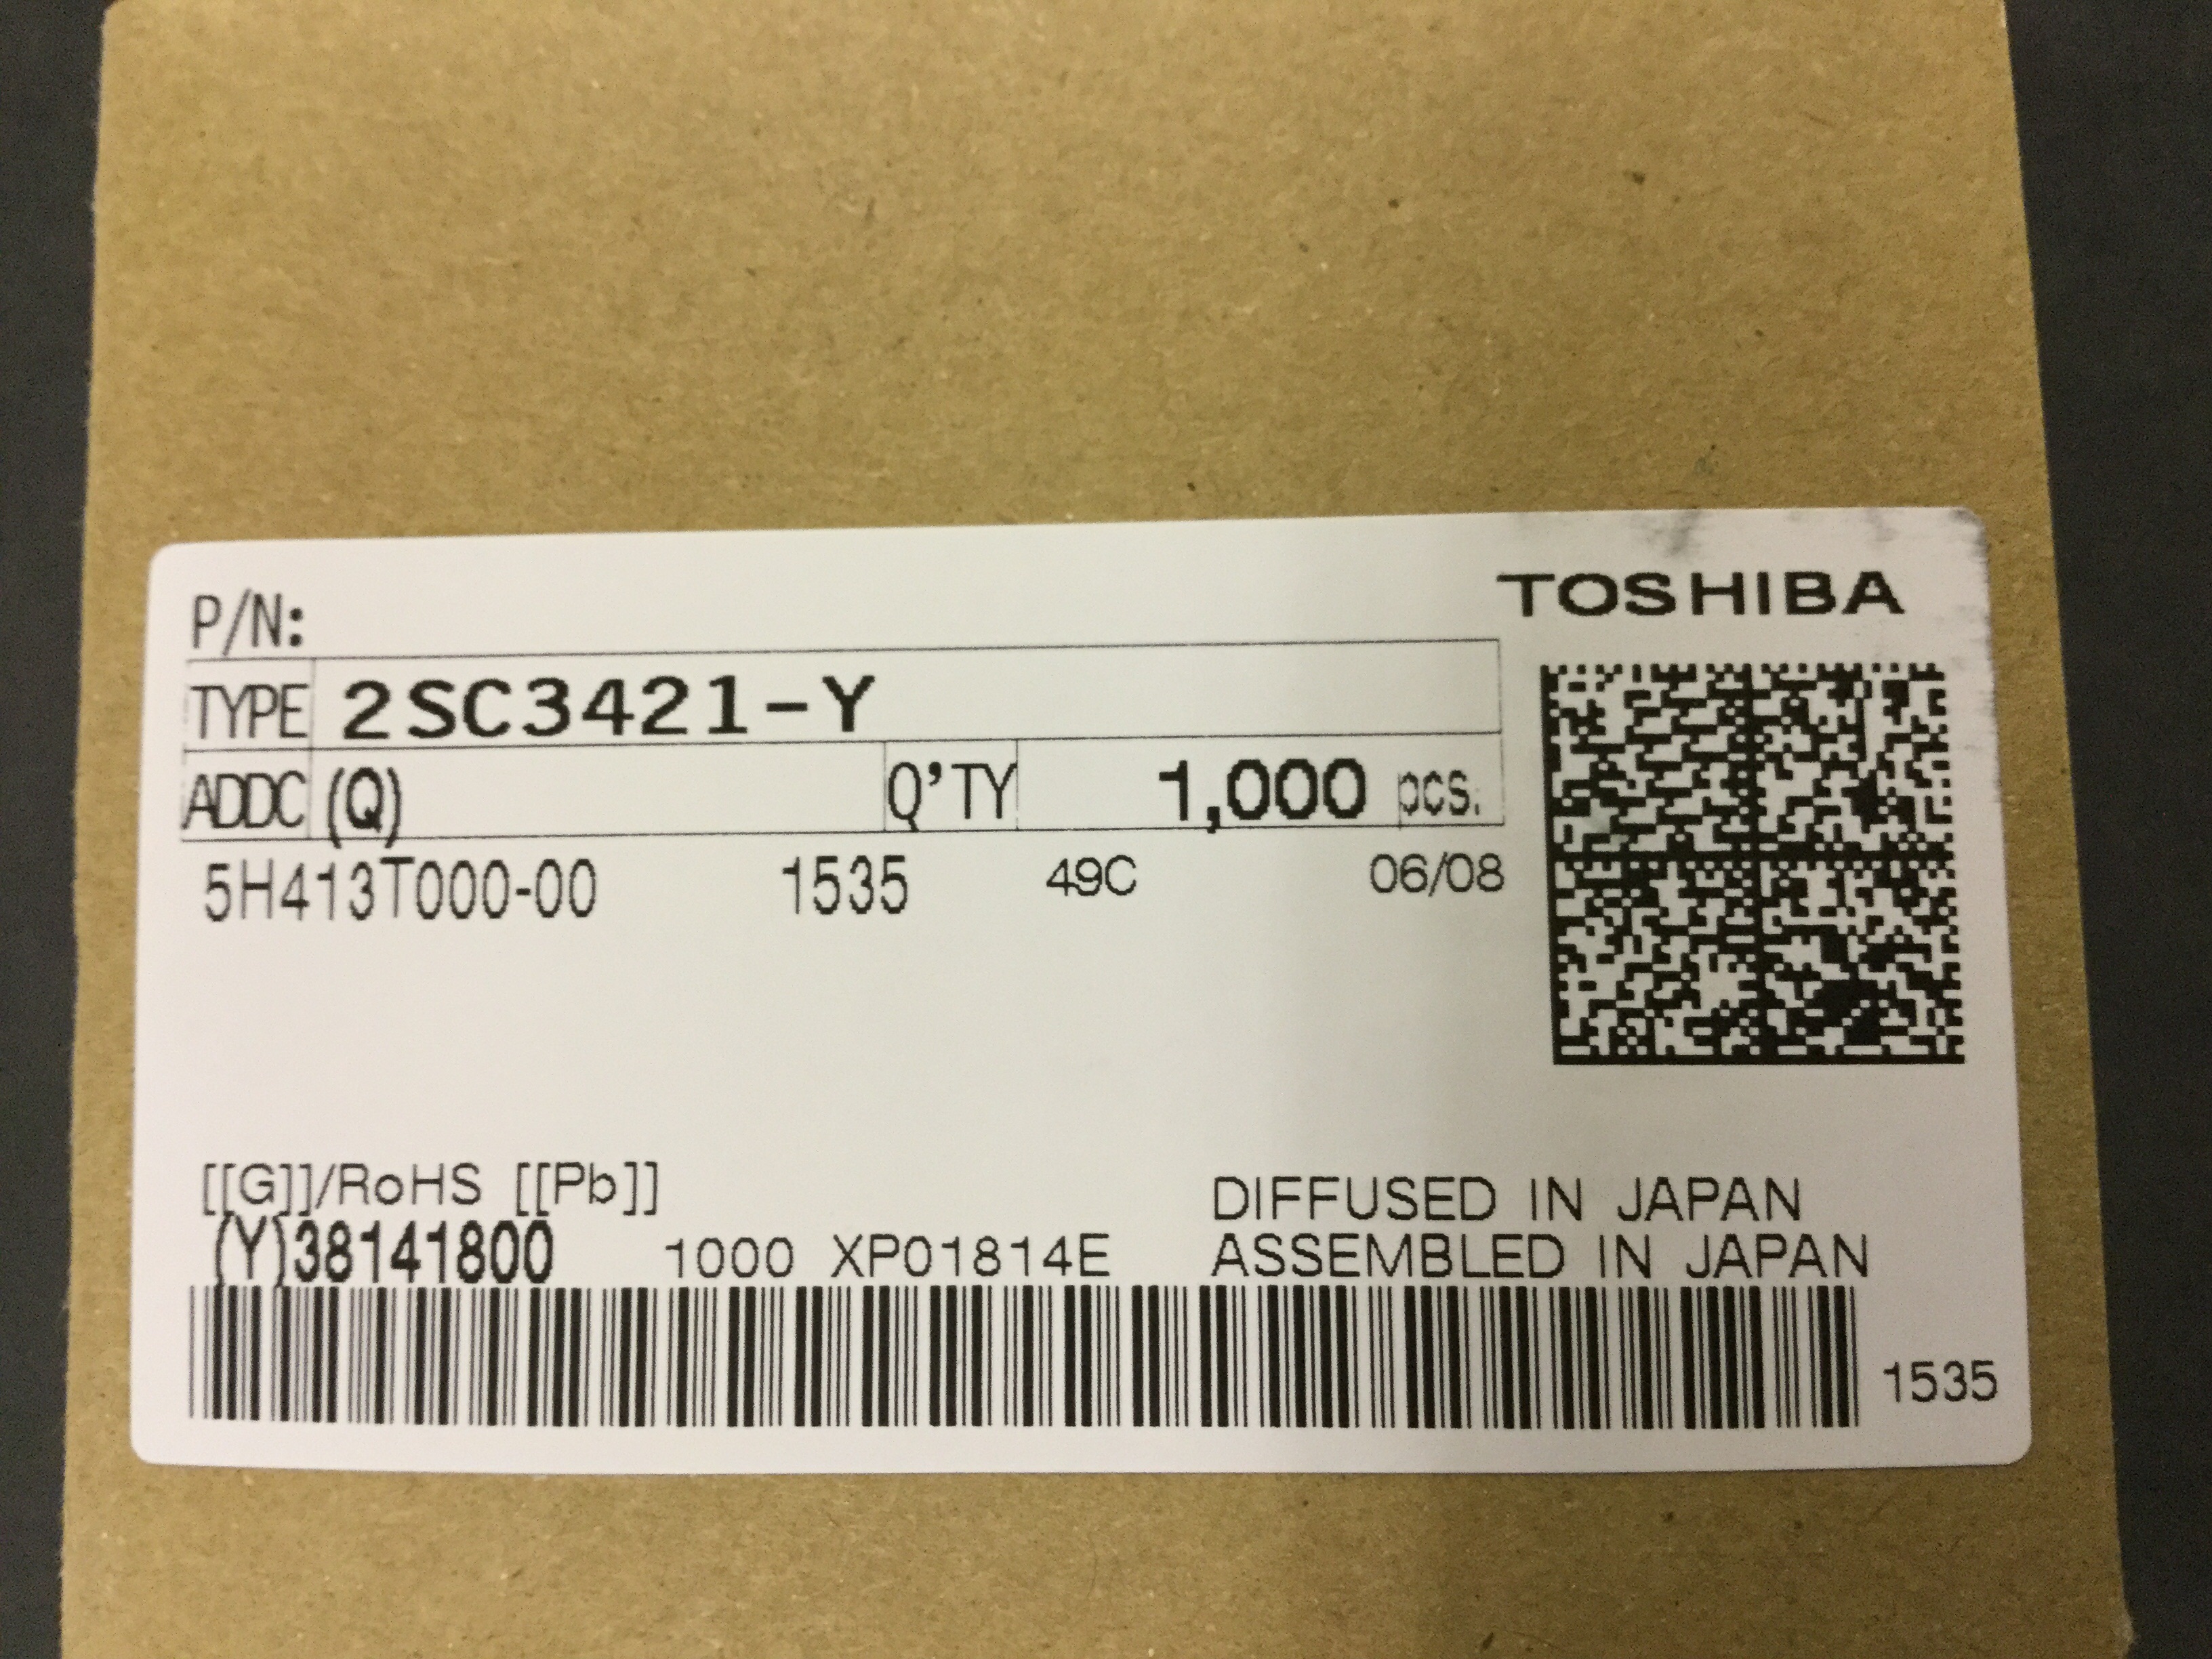 P/N:
TOSHIBA
TYPE 2SC3421-Y
ADDC (Q) Q'TY 1,000 pcs.
5H413T000-00 1535 49C 06/08
[[G]]/RoHS [[Pb]]
DIFFUSED IN JAPAN
(Y)38141800 1000 XP01814E
ASSEMBLED IN JAPAN
1535